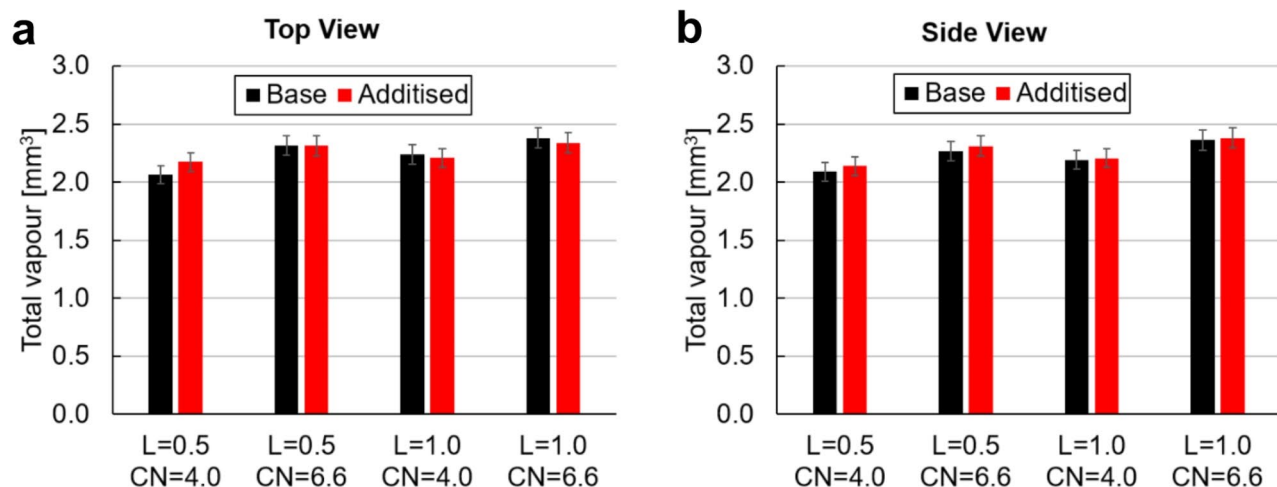 a
Top View
Total vapour [mm³]
3.0
2.5
2.0
1.5
1.0
0.5
0.0
Base Additised
L=0.5 L=0.5 L=1.0 L=1.0
CN=4.0 CN=6.6 CN=4.0 CN=6.6
b
Side View
Total vapour [mm³]
3.0
2.5
2.0
1.5
1.0
0.5
0.0
Base Additised
L=0.5 L=0.5 L=1.0 L=1.0
CN=4.0 CN=6.6 CN=4.0 CN=6.6